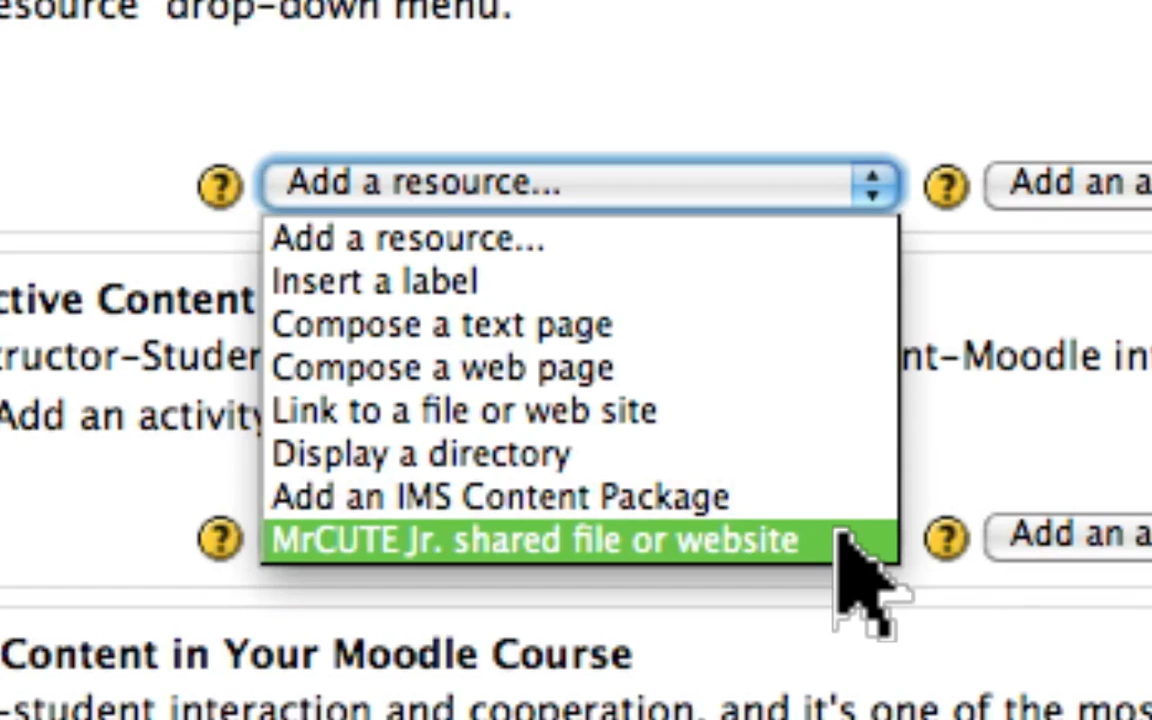 esource" drop-down menu.
Add a resource...
Add an a
Add a resource...
Insert a label
ctive Content
Compose a text page
tructor-Studen
nt-Moodle int
Compose a web page
Link to a file or web site
Add an activity
Display a directory
Add an IMS Content Package
MrCUTE Jr. shared file or website
Add an a
Content in Your Moodle Course
-student interaction and cooperation, and it's one of the mos